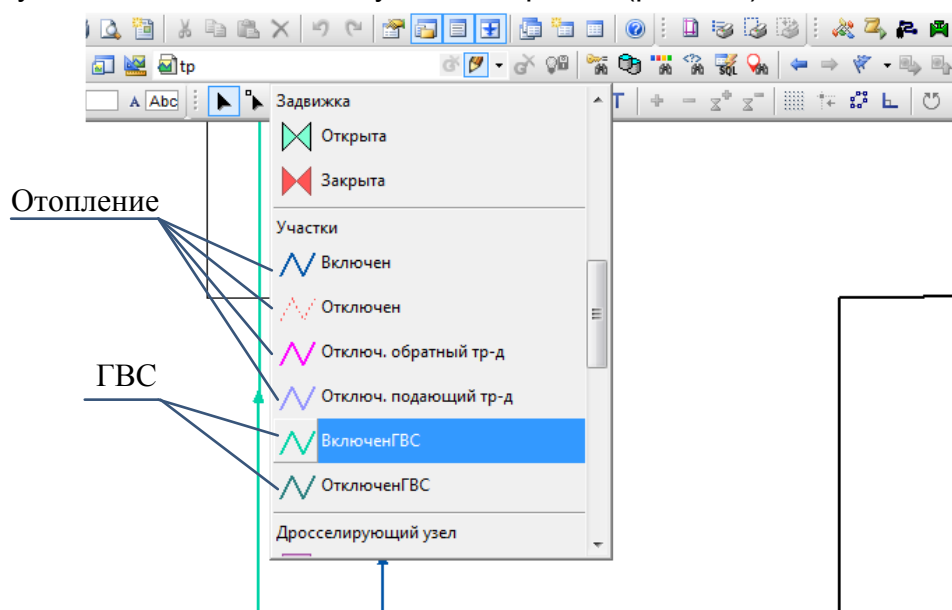 tp
SQL
A Abc
T
Задвижка
Открыта
Закрыта
Отопление
Участки
Включен
Отключен
Отключ. обратный тр-д
ГВС
Отключ. подающий тр-д
ВключенГВС
ОтключенГВС
Дросселирующий узел